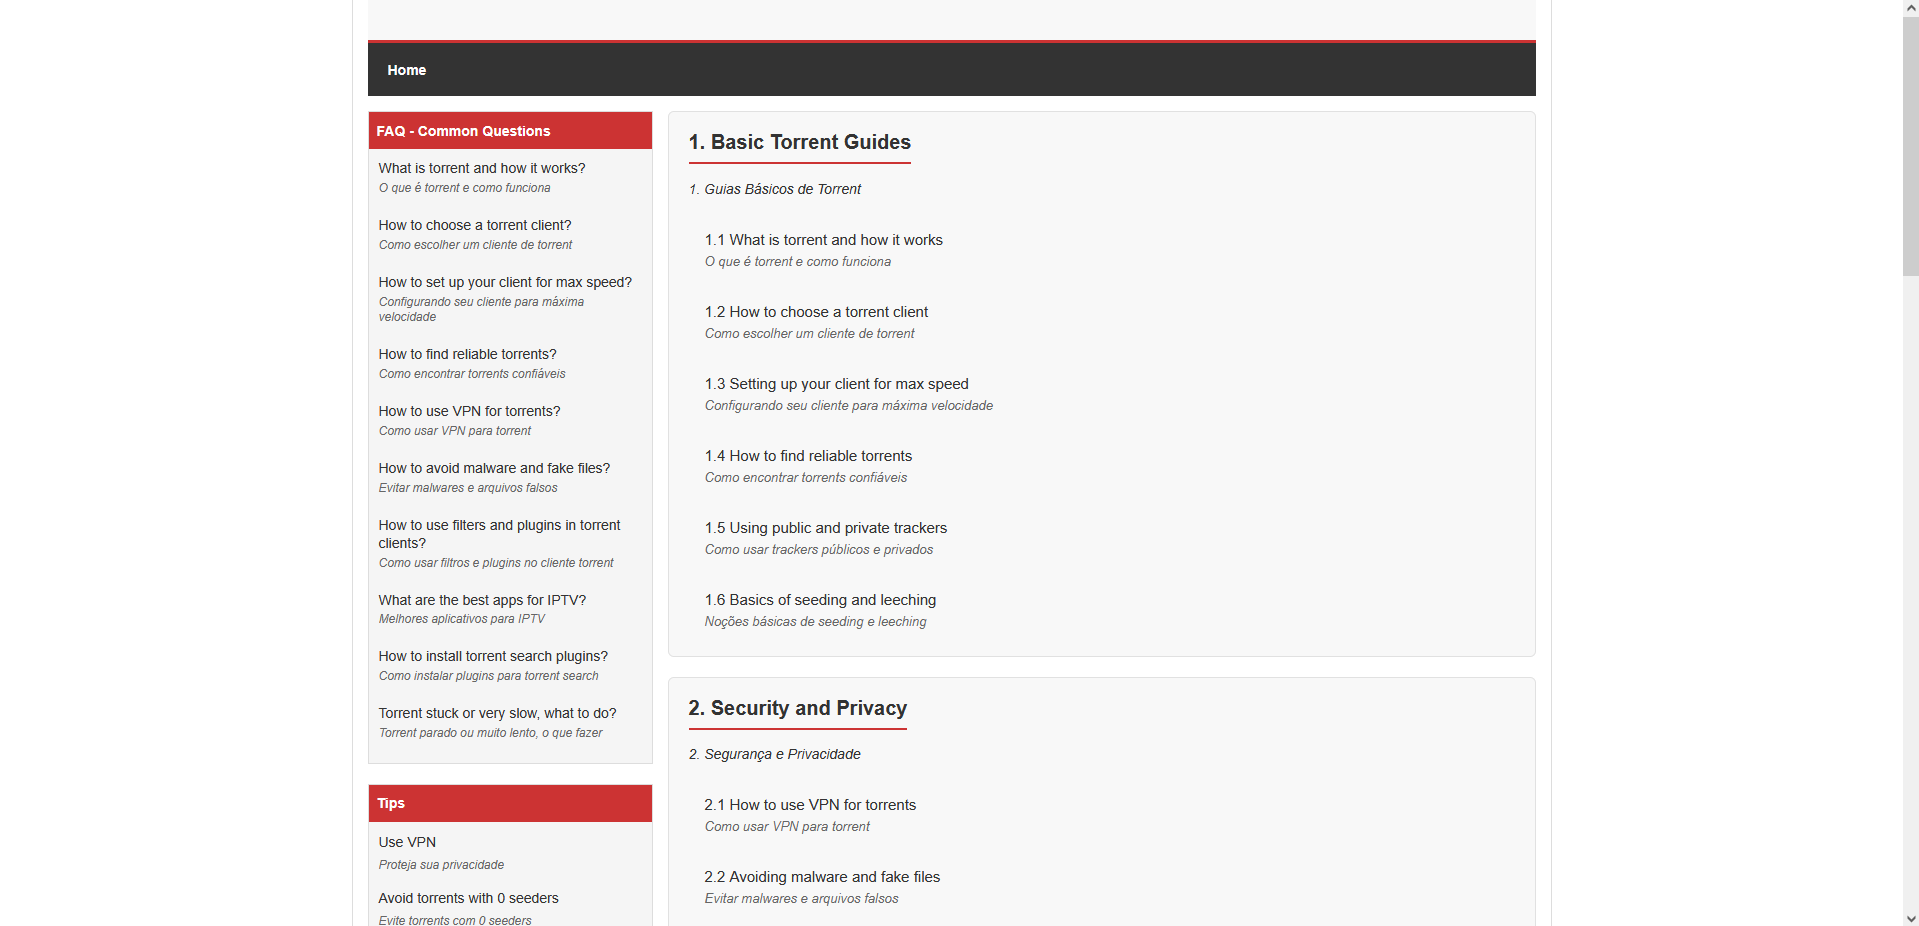 Home
FAQ - Common Questions
What is torrent and how it works?
O que é torrent e como funciona
How to choose a torrent client?
Como escolher um cliente de torrent
How to set up your client for max speed?
Configurando seu cliente para máxima
velocidade
How to find reliable torrents?
Como encontrar torrents confiáveis
How to use VPN for torrents?
Como usar VPN para torrent
How to avoid malware and fake files?
Evitar malwares e arquivos falsos
How to use filters and plugins in torrent
clients?
Como usar filtros e plugins no cliente torrent
What are the best apps for IPTV?
Melhores aplicativos para IPTV
How to install torrent search plugins?
Como instalar plugins para torrent search
Torrent stuck or very slow, what to do?
Torrent parado ou muito lento, o que fazer
Tips
Use VPN
Proteja sua privacidade
Avoid torrents with 0 seeders
Evite torrents com 0 seeders
1. Basic Torrent Guides
1. Guias Básicos de Torrent
1.1 What is torrent and how it works
O que é torrent e como funciona
1.2 How to choose a torrent client
Como escolher um cliente de torrent
1.3 Setting up your client for max speed
Configurando seu cliente para máxima velocidade
1.4 How to find reliable torrents
Como encontrar torrents confiáveis
1.5 Using public and private trackers
Como usar trackers públicos e privados
1.6 Basics of seeding and leeching
Noções básicas de seeding e leeching
2. Security and Privacy
2. Segurança e Privacidade
2.1 How to use VPN for torrents
Como usar VPN para torrent
2.2 Avoiding malware and fake files
Evitar malwares e arquivos falsos